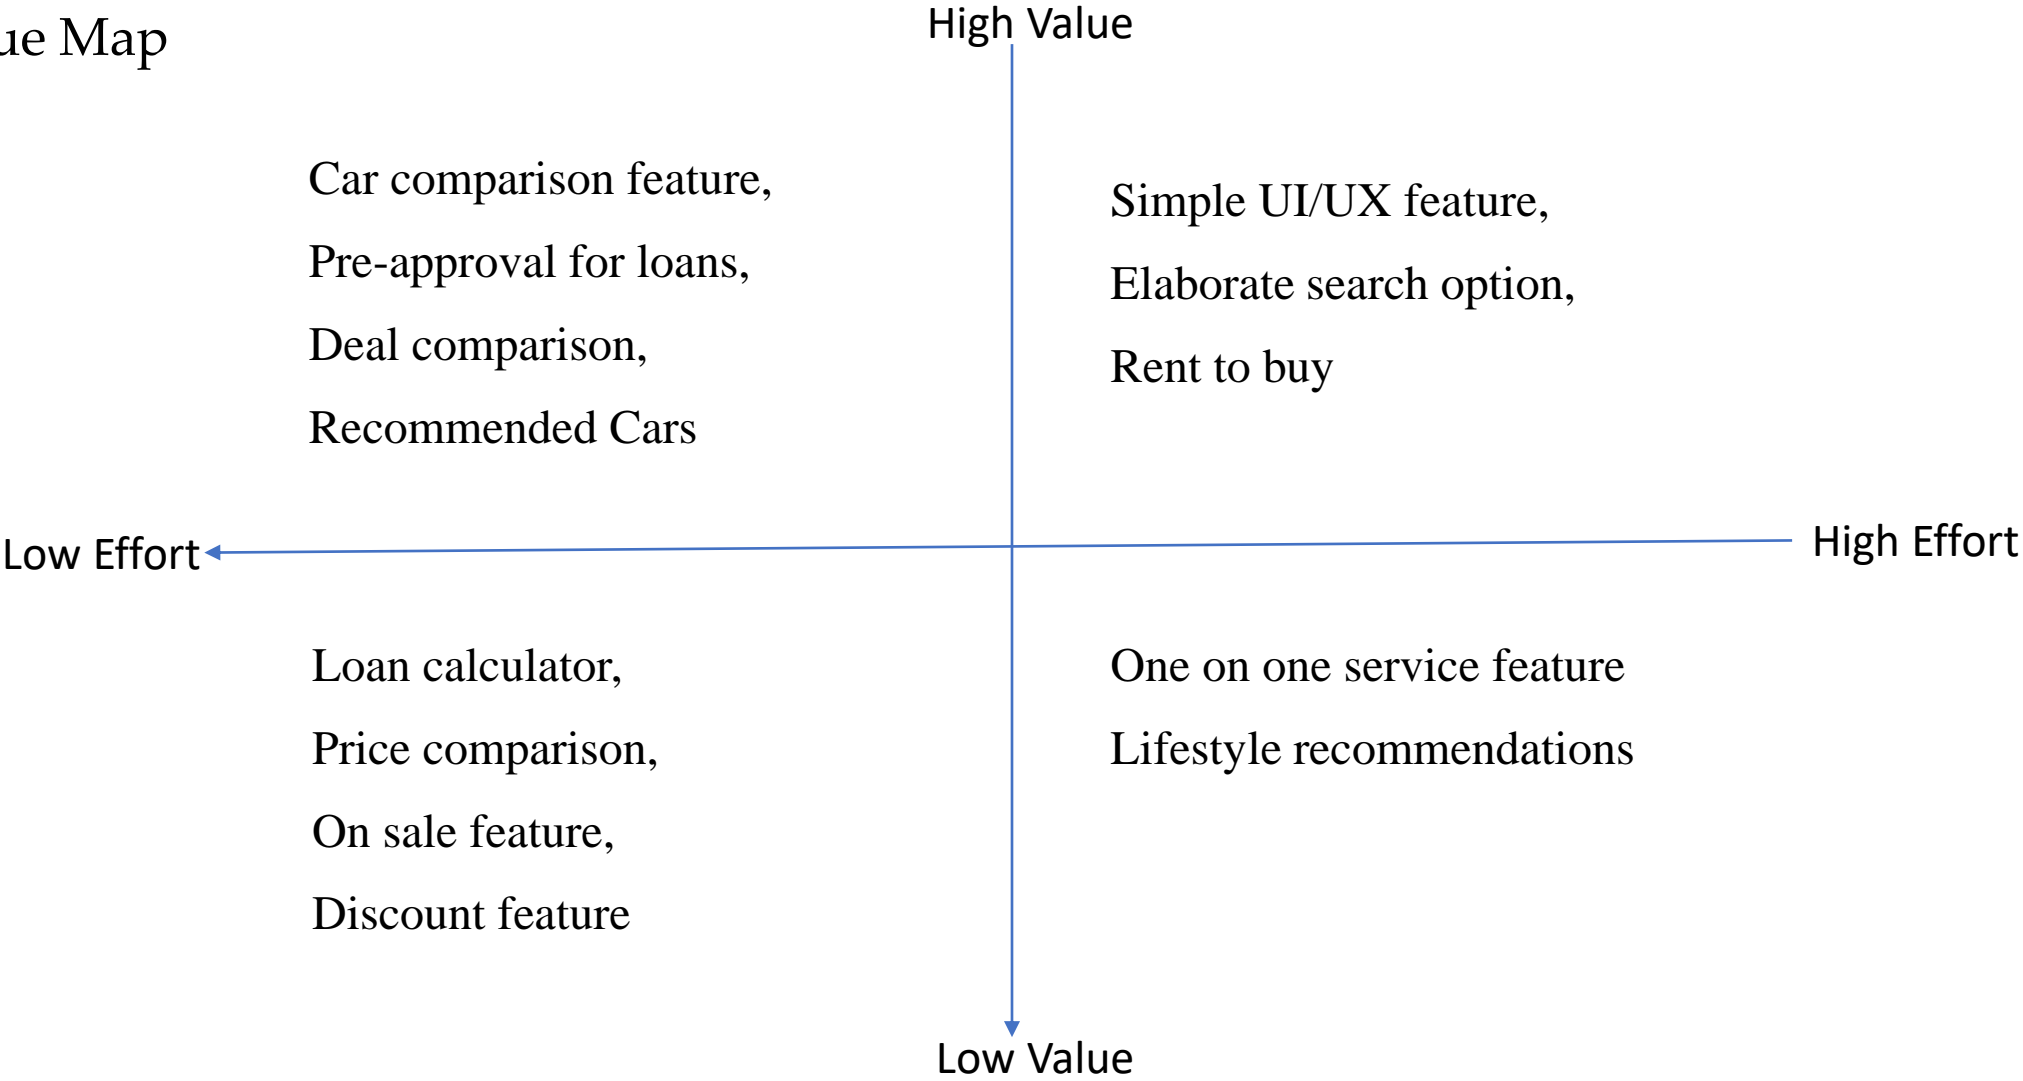 ue Map
High Value
Car comparison feature,
Pre-approval for loans,
Deal comparison,
Recommended Cars
Simple UI/UX feature,
Elaborate search option,
Rent to buy
Low Effort
High Effort
Loan calculator,
Price comparison,
On sale feature,
Discount feature
One on one service feature
Lifestyle recommendations
Low Value